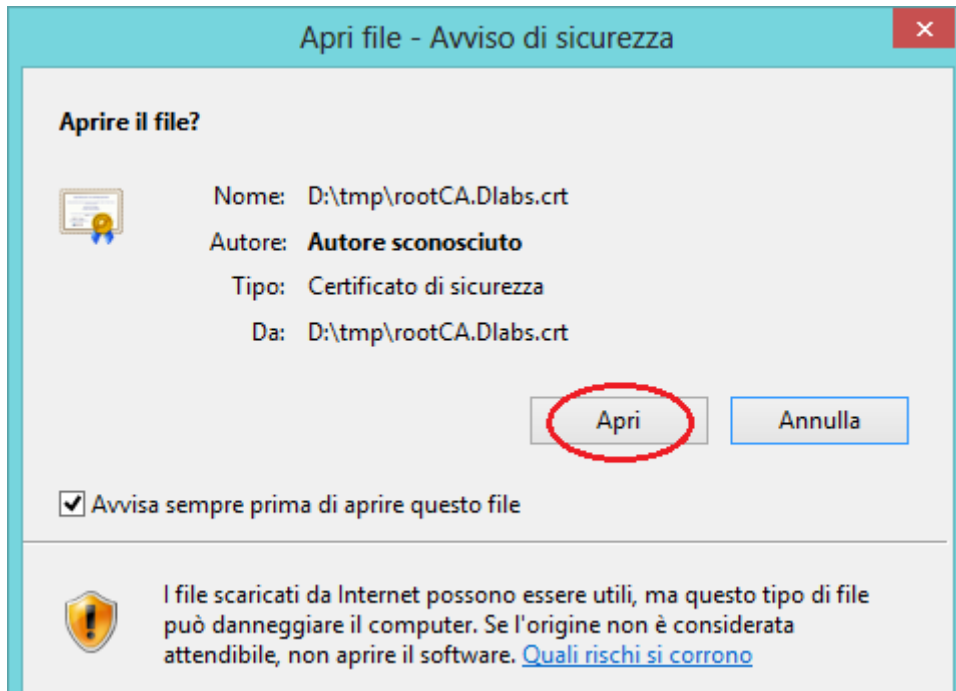 Apri file - Avviso di sicurezza
Aprire il file?
Nome: D:\tmp\rootCA.Dlabs.crt
Autore: Autore sconosciuto
Tipo: Certificato di sicurezza
Da: D:\tmp\rootCA.Dlabs.crt
Apri Annulla
Avvisa sempre prima di aprire questo file
I file scaricati da Internet possono essere utili, ma questo tipo di file
può danneggiare il computer. Se l'origine non è considerata
attendibile, non aprire il software. Quali rischi si corrono